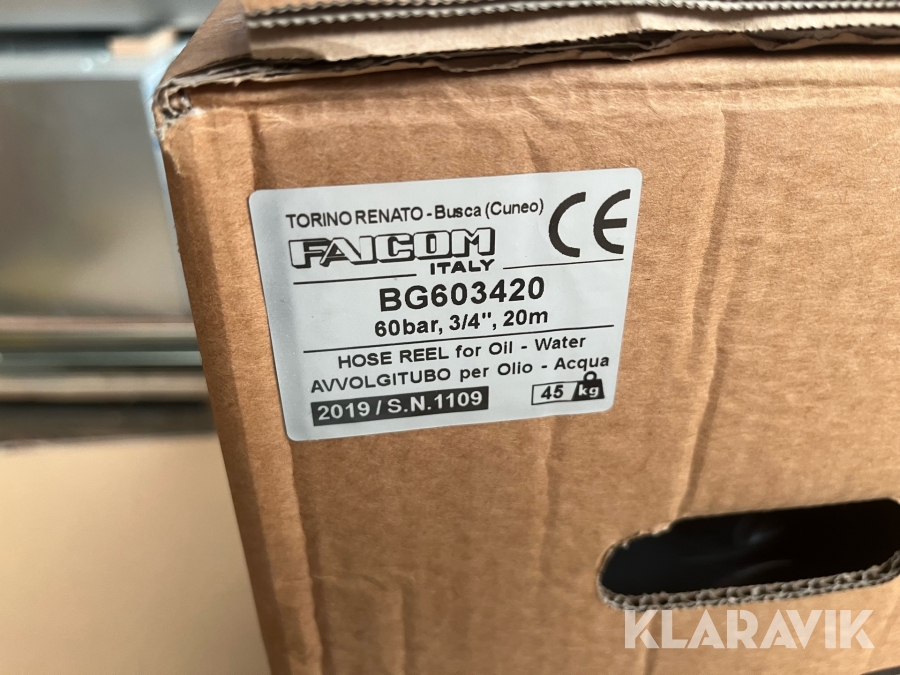 TORINO RENATO - Busca (Cuneo)
CE
FAICOM
ITALY
BG603420
60bar, 3/4", 20m
HOSE REEL for Oil - Water
AVVOLGITUBO per Olio - Acqua
2019 / S.N.1109
45 kg
KLARAVIK